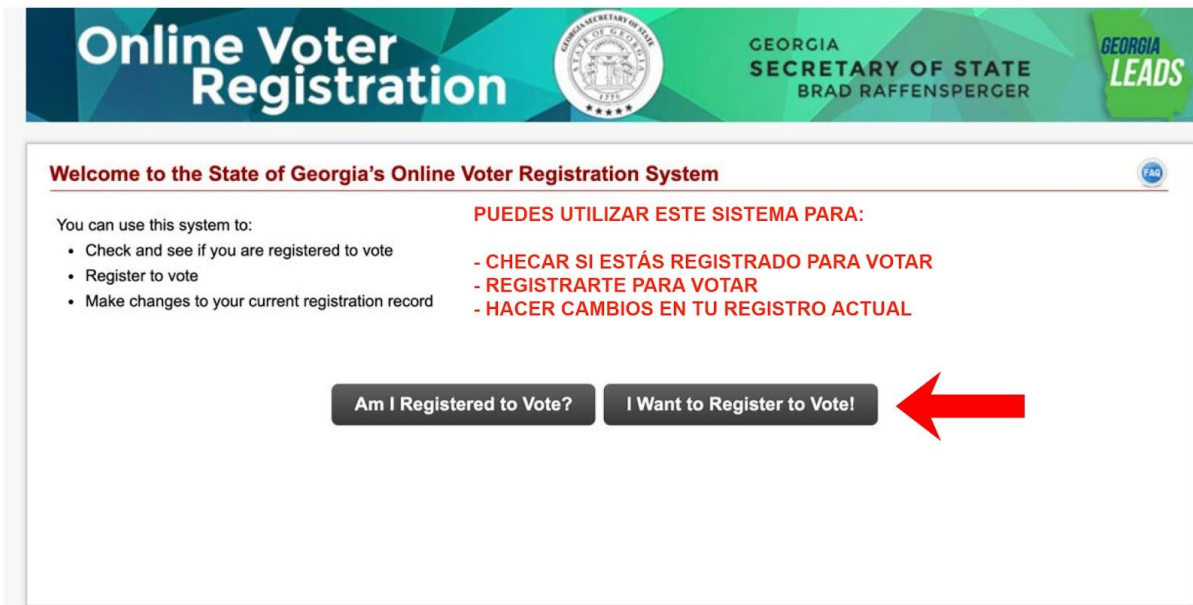 Online Voter
Registration
GEORGIA
SECRETARY OF STATE
BRAD RAFFENSPERGER
GEORGIA
LEADS
Welcome to the State of Georgia's Online Voter Registration System
FAQ
You can use this system to:
• Check and see if you are registered to vote
• Register to vote
• Make changes to your current registration record
PUEDES UTILIZAR ESTE SISTEMA PARA:
- CHECAR SI ESTÁS REGISTRADO PARA VOTAR
- REGISTRARTE PARA VOTAR
- HACER CAMBIOS EN TU REGISTRO ACTUAL
Am I Registered to Vote?
I Want to Register to Vote!